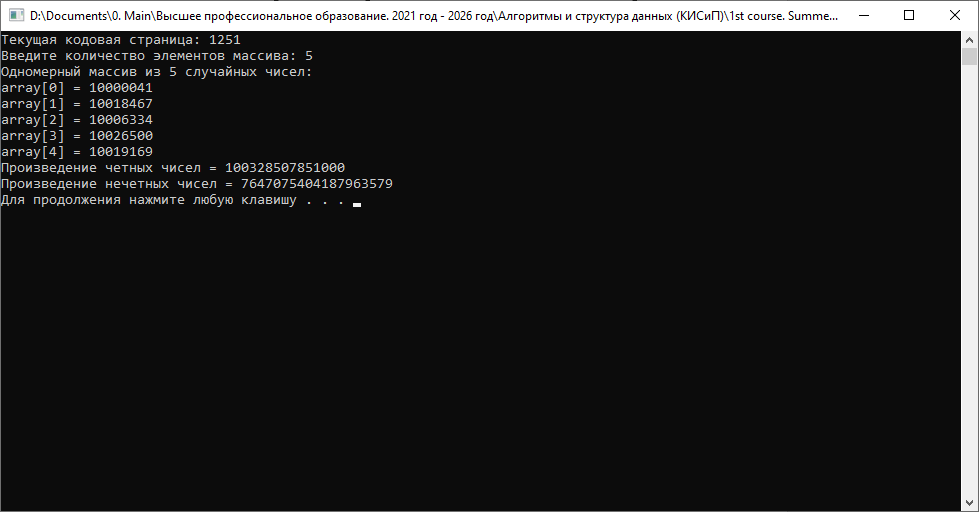 D:\Documents\0. Main\Высшее профессиональное образование. 2021 год - 2026 год\Алгоритмы и структура данных (КИСиП)\1st course. Summe...
Текущая кодовая страница: 1251
Введите количество элементов массива: 5
Одномерный массив из 5 случайных чисел:
array[0] = 10000041
array[1] = 10018467
array[2] = 10006334
array[3] = 10026500
array[4] = 10019169
Произведение четных чисел = 100328507851000
Произведение нечетных чисел = 7647075404187963579
Для продолжения нажмите любую клавишу . . .